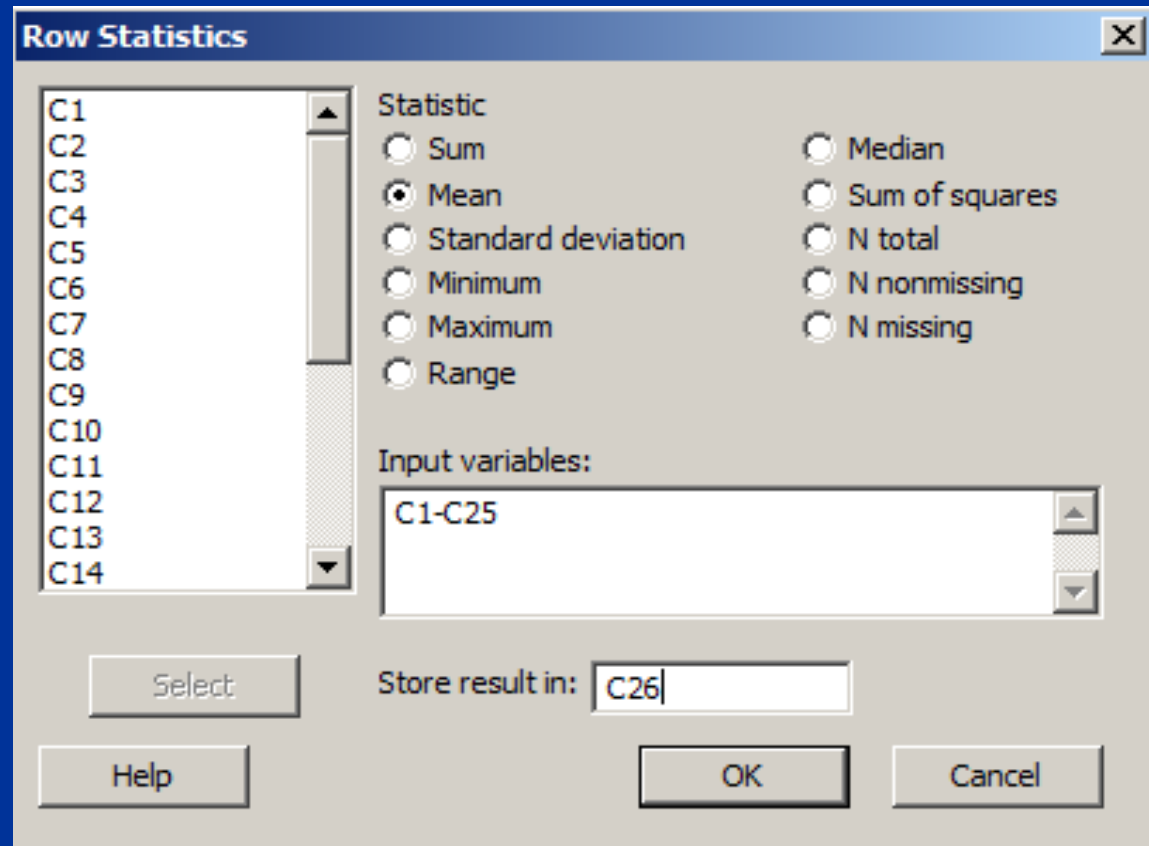 Row Statistics
C1
C2
C3
C4
C5
C6
C7
C8
C9
C10
C11
C12
C13
C14
Statistic
Sum
Mean
Standard deviation
Minimum
Maximum
Range
Median
Sum of squares
N total
N nonmissing
N missing
Input variables:
C1-C25
Select
Store result in: C26
Help
OK
Cancel